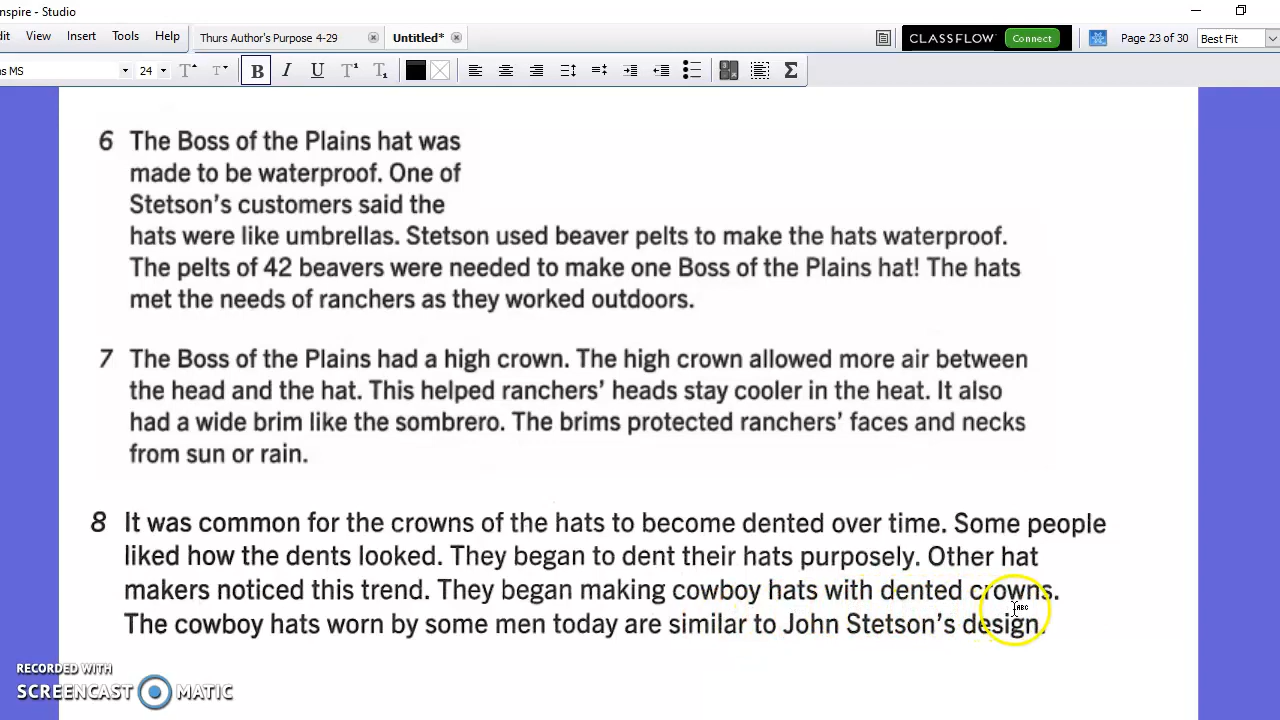 nspire - Studio
dit View Insert Tools Help Thurs Author's Purpose 4-29 Untitled* CLASSFLOW Connect Page 23 of 30 Best Fit
ns MS 24 T T B I U T¹ T₁ Σ
6 The Boss of the Plains hat was
made to be waterproof. One of
Stetson's customers said the
hats were like umbrellas. Stetson used beaver pelts to make the hats waterproof.
The pelts of 42 beavers were needed to make one Boss of the Plains hat! The hats
met the needs of ranchers as they worked outdoors.
7 The Boss of the Plains had a high crown. The high crown allowed more air between
the head and the hat. This helped ranchers' heads stay cooler in the heat. It also
had a wide brim like the sombrero. The brims protected ranchers' faces and necks
from sun or rain.
8 It was common for the crowns of the hats to become dented over time. Some people
liked how the dents looked. They began to dent their hats purposely. Other hat
makers noticed this trend. They began making cowboy hats with dented crowns.
ABC
The cowboy hats worn by some men today are similar to John Stetson's design.
RECORDED WITH
SCREENCAST MATIC